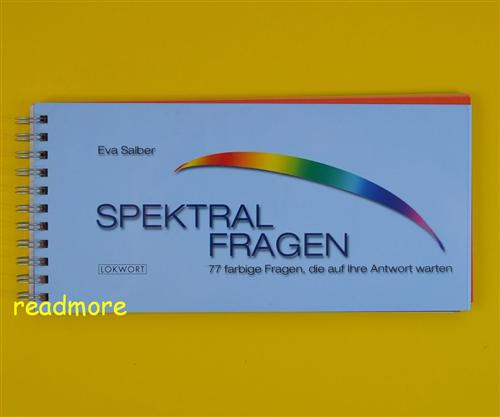 Eva Salber
SPEKTRAL
FRAGEN
LOKWORT
77 farbige Fragen, die auf Ihre Antwort warten
readmore